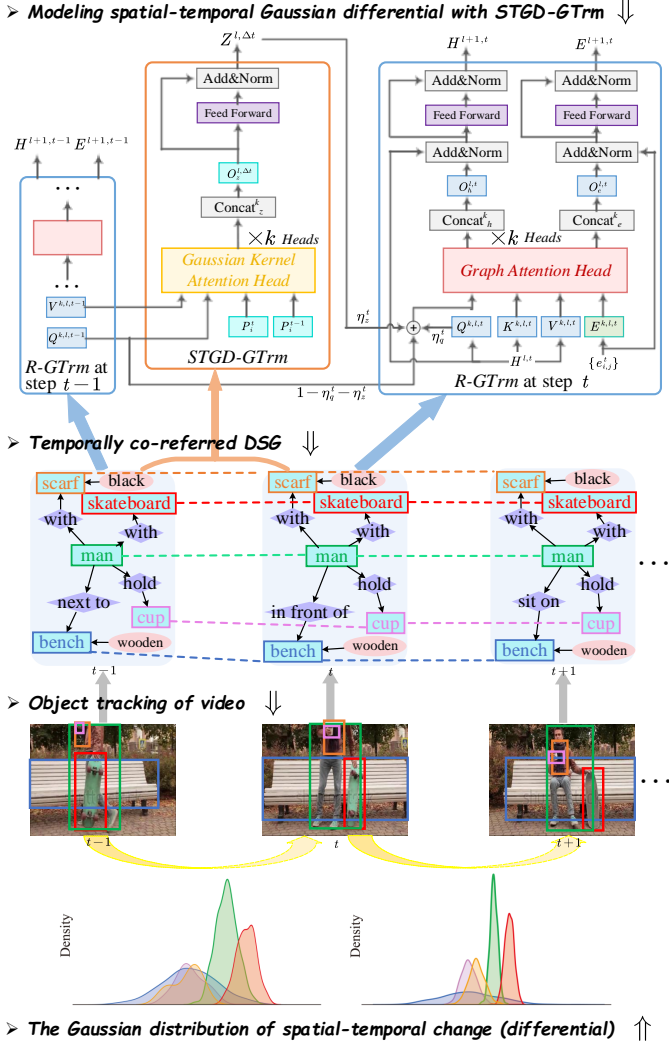 ➢ Modeling spatial-temporal Gaussian differential with STGD-GTrm ⇓
Z^{l,Δt}
H^{l+1,t} E^{l+1,t}
Add&Norm
Feed Forward
Add&Norm
Feed Forward
Add&Norm
Feed Forward
H^{l+1,t-1} E^{l+1,t-1}
Add&Norm
Add&Norm
O_z^{l,Δt}
O_h^{l,t}
O_e^{l,t}
...
Concat_z^k
Concat_h^k
Concat_e^k
×k Heads
×k Heads
Gaussian Kernel
Attention Head
Graph Attention Head
...
V^{k,l,t-1}
Q^{k,l,t-1}
P_i^t
P_i^{t-1}
η_z^t
+
η_q^t
Q^{k,l,t}
K^{k,l,t}
V^{k,l,t}
E^{k,l,t}
R-GTrm at
step t−1
STGD-GTrm
H^{l,t}
{e_{i,j}^t}
R-GTrm at step t
1−η_q^t−η_z^t
➢ Temporally co-referred DSG ⇓
scarf
black
skateboard
with
with
man
next to
hold
cup
bench
wooden
t−1
scarf
black
skateboard
with
with
man
in front of
hold
cup
bench
wooden
t
scarf
black
skateboard
with
with
man
sit on
hold
cup
bench
wooden
t+1
...
➢ Object tracking of video ⇓
...
t−1
t
t+1
Density
Density
➢ The Gaussian distribution of spatial-temporal change (differential) ⇑